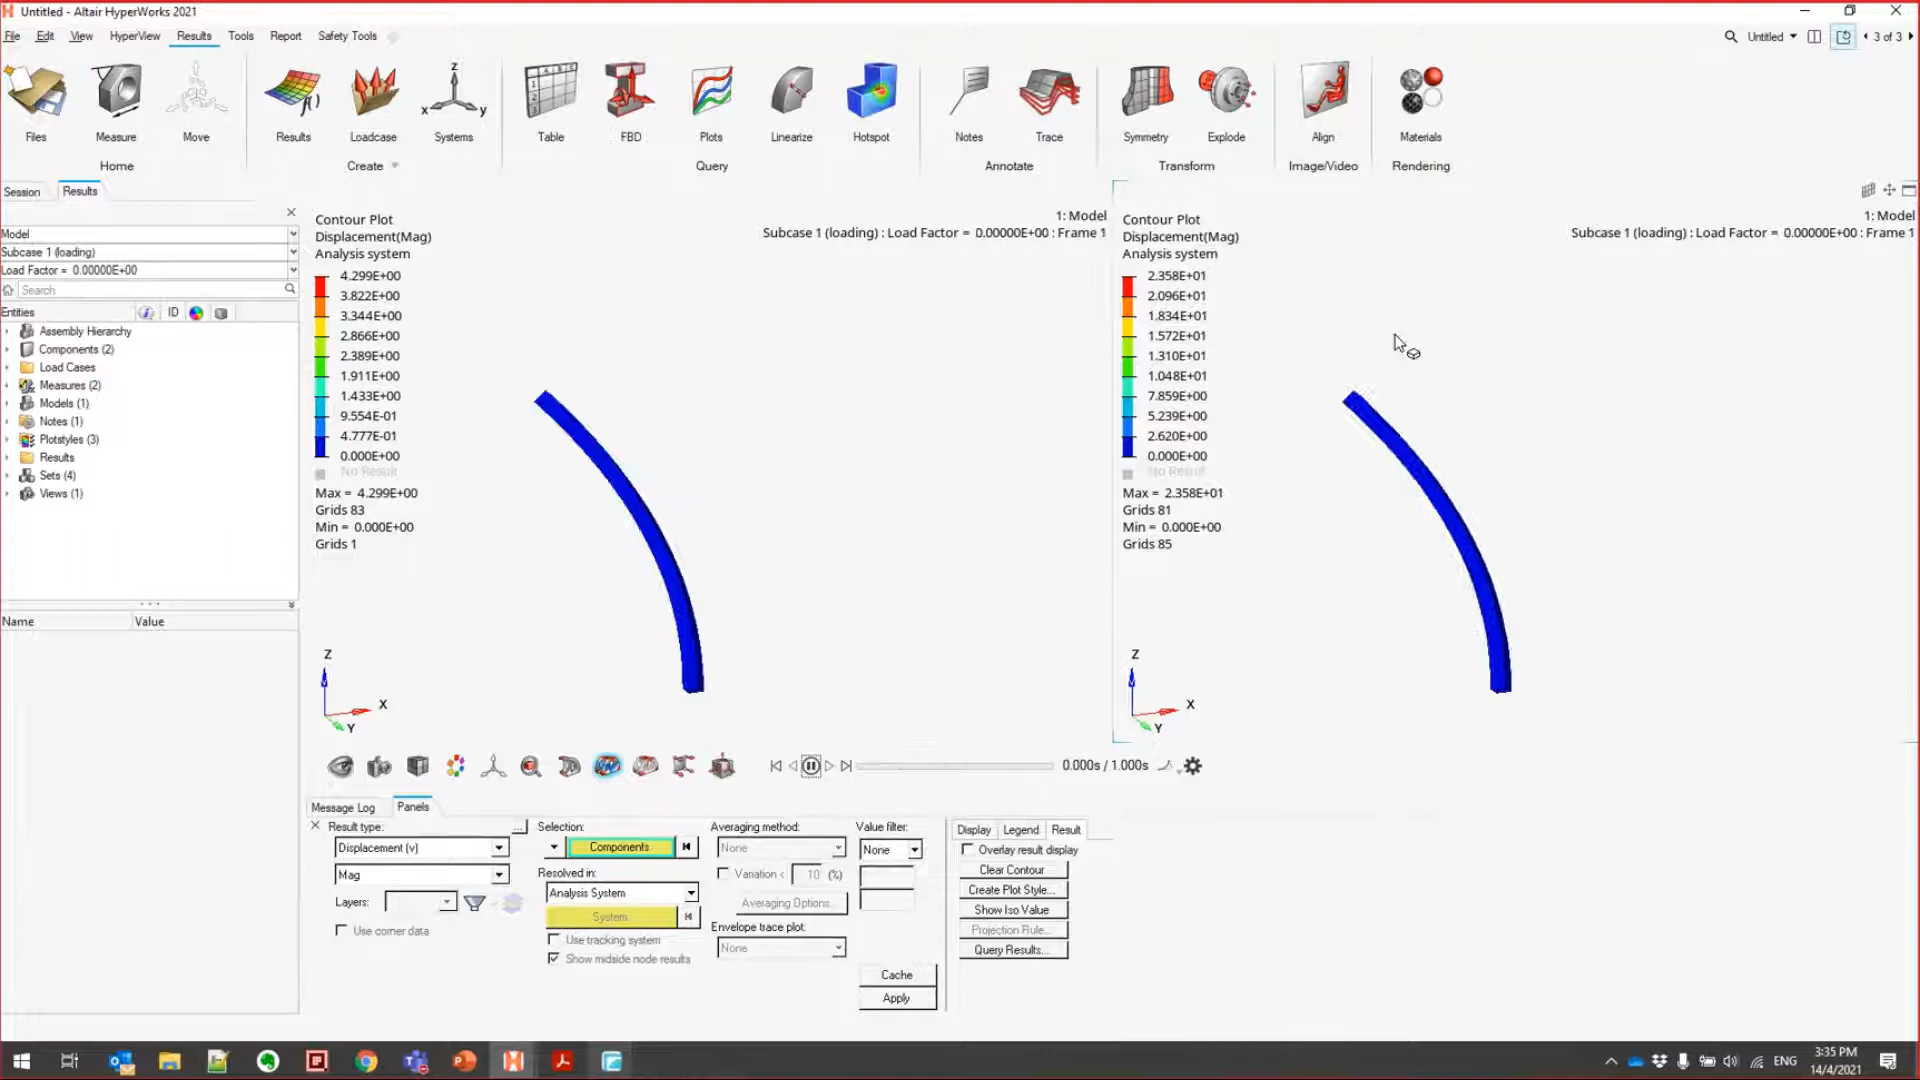 Untitled - Altair HyperWorks 2021
File Edit View HyperView Results Tools Report Safety Tools
Untitled 3 of 3
Files Measure Move Results Loadcase Systems Table FBD Plots Linearize Hotspot Notes Trace Symmetry Explode Align Materials
Home Create Query Annotate Transform Image/Video Rendering
Session Results
Model
Subcase 1 (loading)
Load Factor = 0.00000E+00
Search
Entities ID
Assembly Hierarchy
Components (2)
Load Cases
Measures (2)
Models (1)
Notes (1)
Plotstyles (3)
Results
Sets (4)
Views (1)
Name Value
Contour Plot
Displacement(Mag)
Analysis system
4.299E+00
3.822E+00
3.344E+00
2.866E+00
2.389E+00
1.911E+00
1.433E+00
9.554E-01
4.777E-01
0.000E+00
No Result
Max = 4.299E+00
Grids 83
Min = 0.000E+00
Grids 1
1: Model
Subcase 1 (loading) : Load Factor = 0.00000E+00 : Frame 1
Z
X
Y
Contour Plot
Displacement(Mag)
Analysis system
2.358E+01
2.096E+01
1.834E+01
1.572E+01
1.310E+01
1.048E+01
7.859E+00
5.239E+00
2.620E+00
0.000E+00
No Result
Max = 2.358E+01
Grids 81
Min = 0.000E+00
Grids 85
1: Model
Subcase 1 (loading) : Load Factor = 0.00000E+00 : Frame 1
Z
X
Y
0.000s / 1.000s
Message Log Panels
Result type:
Displacement (v)
Mag
Layers:
Use corner data
Selection:
Components
Resolved in:
Analysis System
System
Use tracking system
Show midside node results
Averaging method:
None
Variation < 10 (%)
Averaging Options...
Envelope trace plot:
None
Value filter:
None
Cache
Apply
Display Legend Result
Overlay result display
Clear Contour
Create Plot Style...
Show Iso Value
Projection Rule...
Query Results...
ENG
3:35 PM
14/4/2021